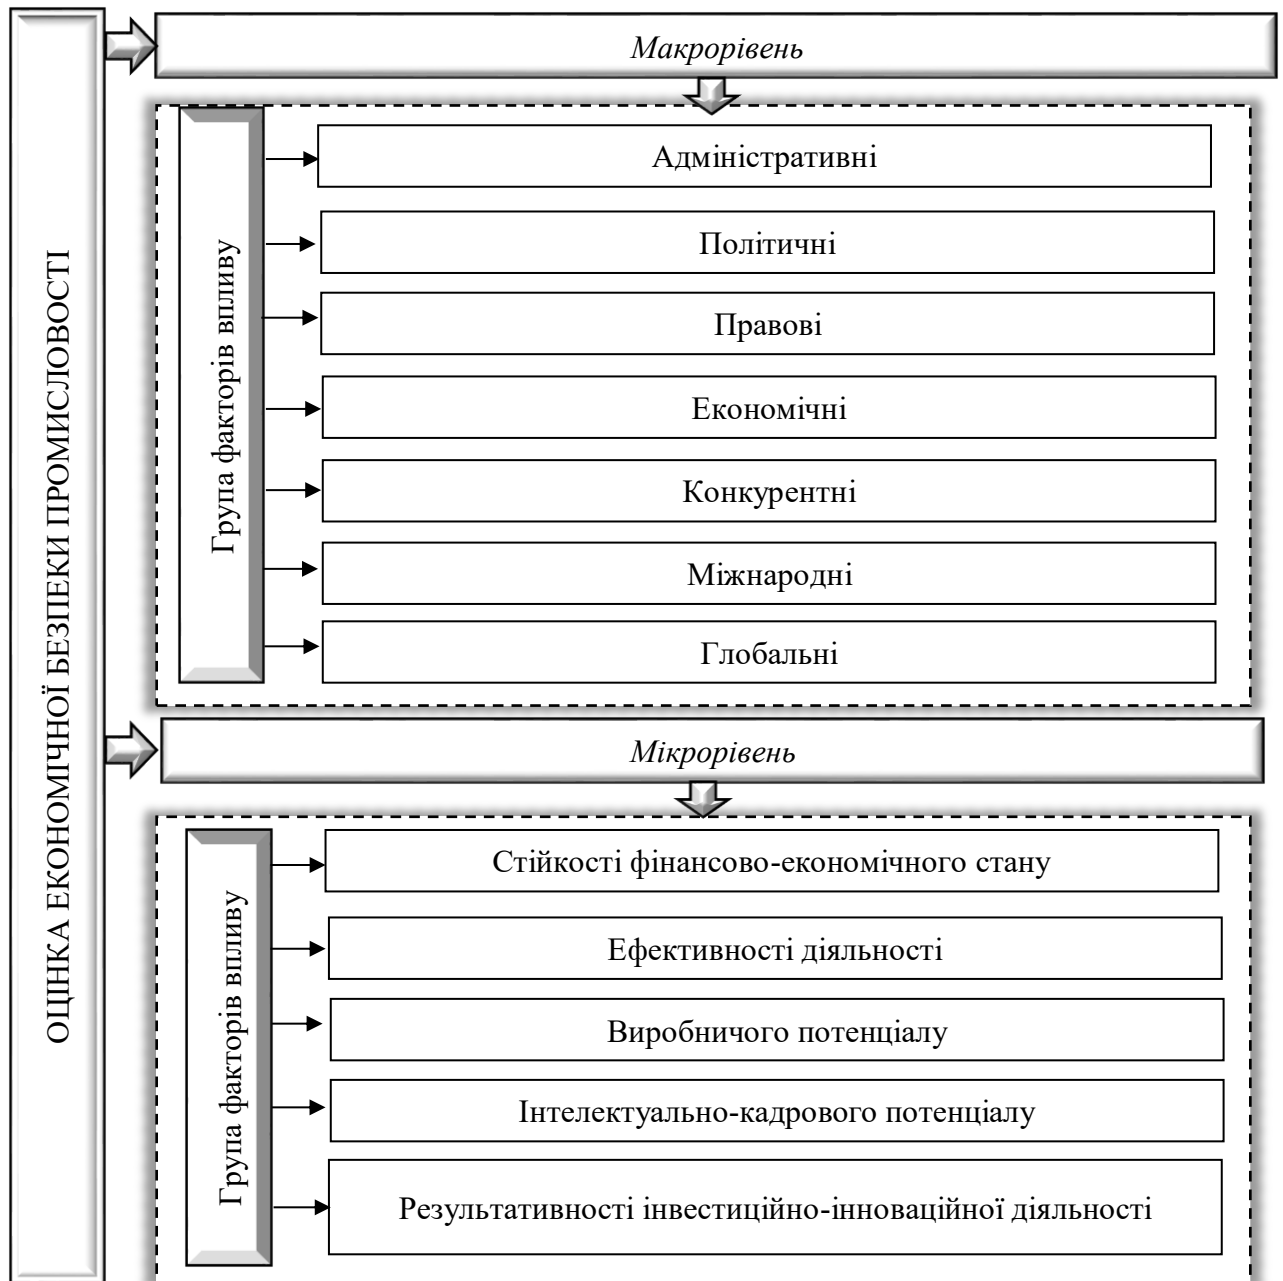 ОЦІНКА ЕКОНОМІЧНОЇ БЕЗПЕКИ ПРОМИСЛОВОСТІ
Макрорівень
Група факторів впливу
Адміністративні
Політичні
Правові
Економічні
Конкурентні
Міжнародні
Глобальні
Мікрорівень
Група факторів впливу
Стійкості фінансово-економічного стану
Ефективності діяльності
Виробничого потенціалу
Інтелектуально-кадрового потенціалу
Результативності інвестиційно-інноваційної діяльності